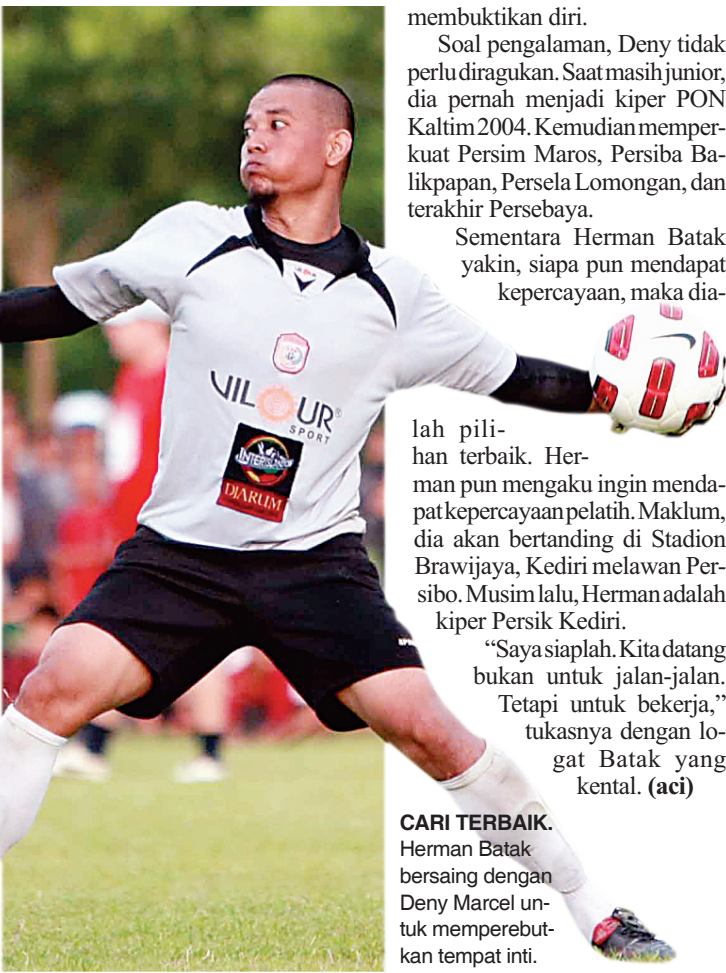 membuktikan diri.
Soal pengalaman, Deny tidak
perlu diragukan. Saat masih junior,
dia pernah menjadi kiper PON
Kaltim 2004. Kemudian memper-
kuat Persim Maros, Persiba Ba-
likpapan, Persela Lomongan, dan
terakhir Persebaya.
Sementara Herman Batak
yakin, siapa pun mendapat
kepercayaan, maka dia-
lah pili-
han terbaik. Her-
man pun mengaku ingin menda-
pat kepercayaan pelatih. Maklum,
dia akan bertanding di Stadion
Brawijaya, Kediri melawan Per-
sibo. Musim lalu, Herman adalah
kiper Persik Kediri.
“Saya siaplah. Kita datang
bukan untuk jalan-jalan.
Tetapi untuk bekerja,”
tukasnya dengan lo-
gat Batak yang
kental. (aci)
CARI TERBAIK.
Herman Batak
bersaing dengan
Deny Marcel un-
tuk memperebut-
kan tempat inti.
VILOUR®
SPORT
DJARUM